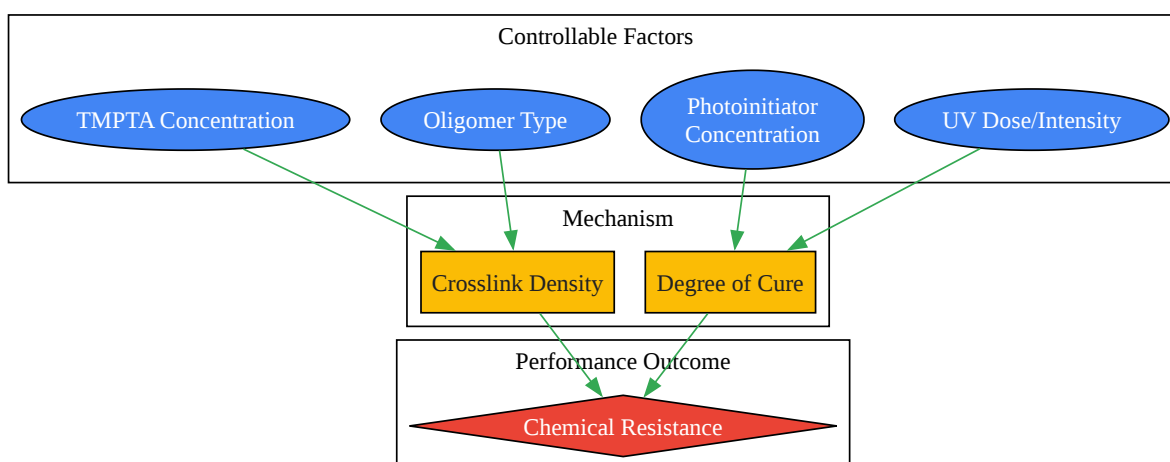 Controllable Factors
TMPTA Concentration
Oligomer Type
Photoinitiator
Concentration
UV Dose/Intensity
Mechanism
Crosslink Density
Degree of Cure
Performance Outcome
Chemical Resistance